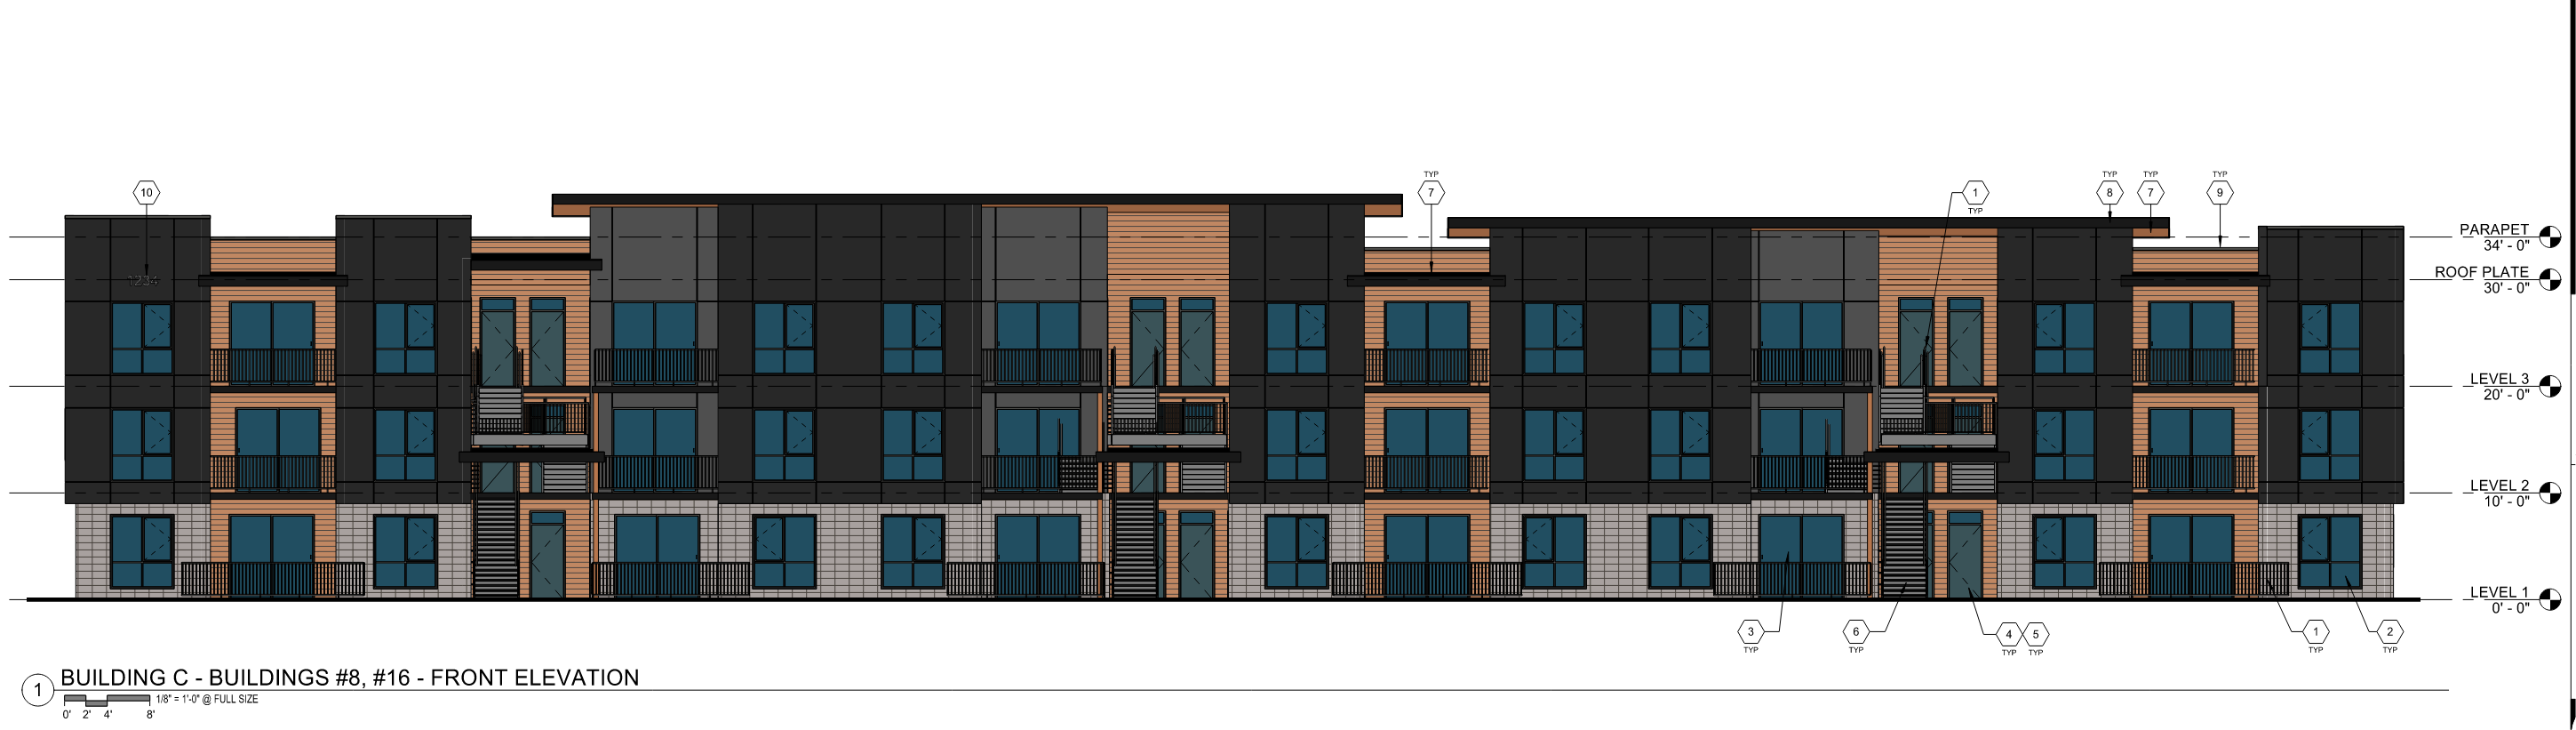 10
TYP
7
1
TYP
TYP
8
TYP
7
TYP
9
1234
PARAPET
34' - 0"
ROOF PLATE
30' - 0"
LEVEL 3
20' - 0"
LEVEL 2
10' - 0"
LEVEL 1
0' - 0"
3
TYP
6
TYP
4
TYP
5
TYP
1
TYP
2
TYP
1
BUILDING C - BUILDINGS #8, #16 - FRONT ELEVATION
1/8" = 1'-0" @ FULL SIZE
0' 2' 4' 8'